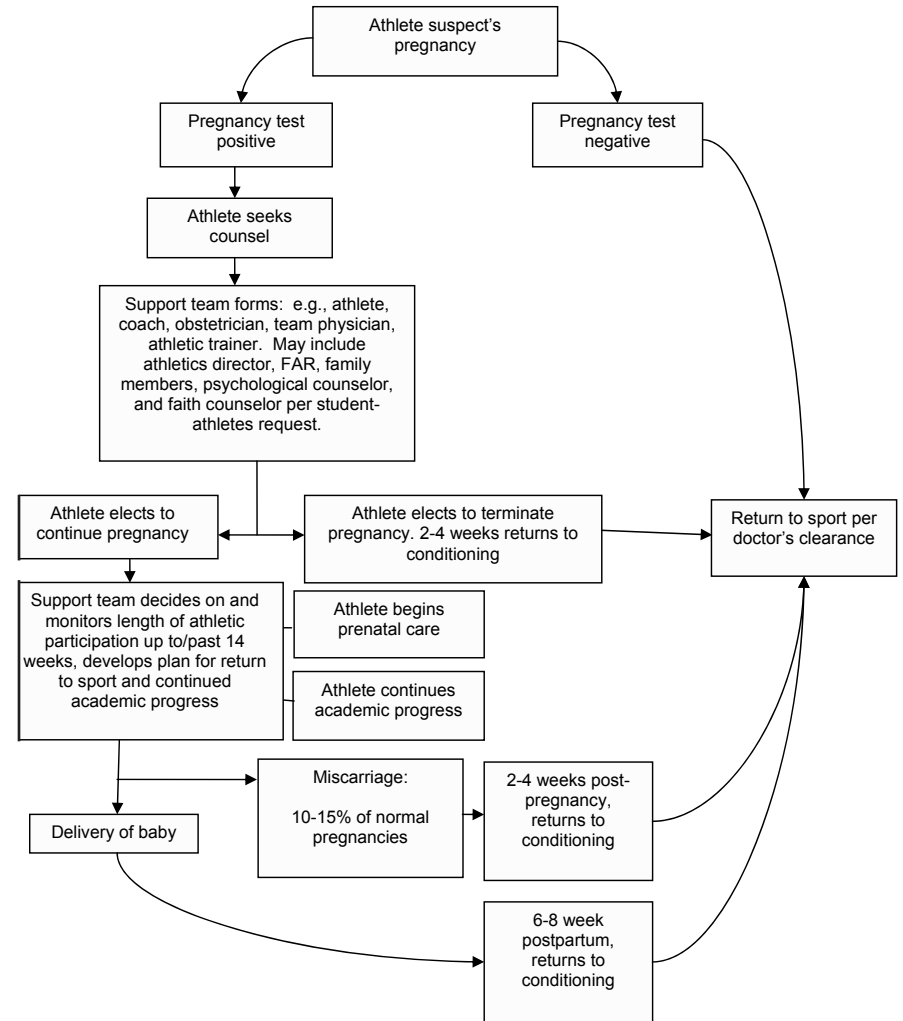 Athlete suspect's
pregnancy
Pregnancy test
positive
Pregnancy test
negative
Athlete seeks
counsel
Support team forms: e.g., athlete,
coach, obstetrician, team physician,
athletic trainer. May include
athletics director, FAR, family
members, psychological counselor,
and faith counselor per student-
athletes request.
Athlete elects to
continue pregnancy
Athlete elects to terminate
pregnancy. 2-4 weeks returns to
conditioning
Return to sport per
doctor's clearance
Support team decides on and
monitors length of athletic
participation up to/past 14
weeks, develops plan for return
to sport and continued
academic progress
Athlete begins
prenatal care
Athlete continues
academic progress
Miscarriage:
10-15% of normal
pregnancies
2-4 weeks post-
pregnancy,
returns to
conditioning
Delivery of baby
6-8 week
postpartum,
returns to
conditioning